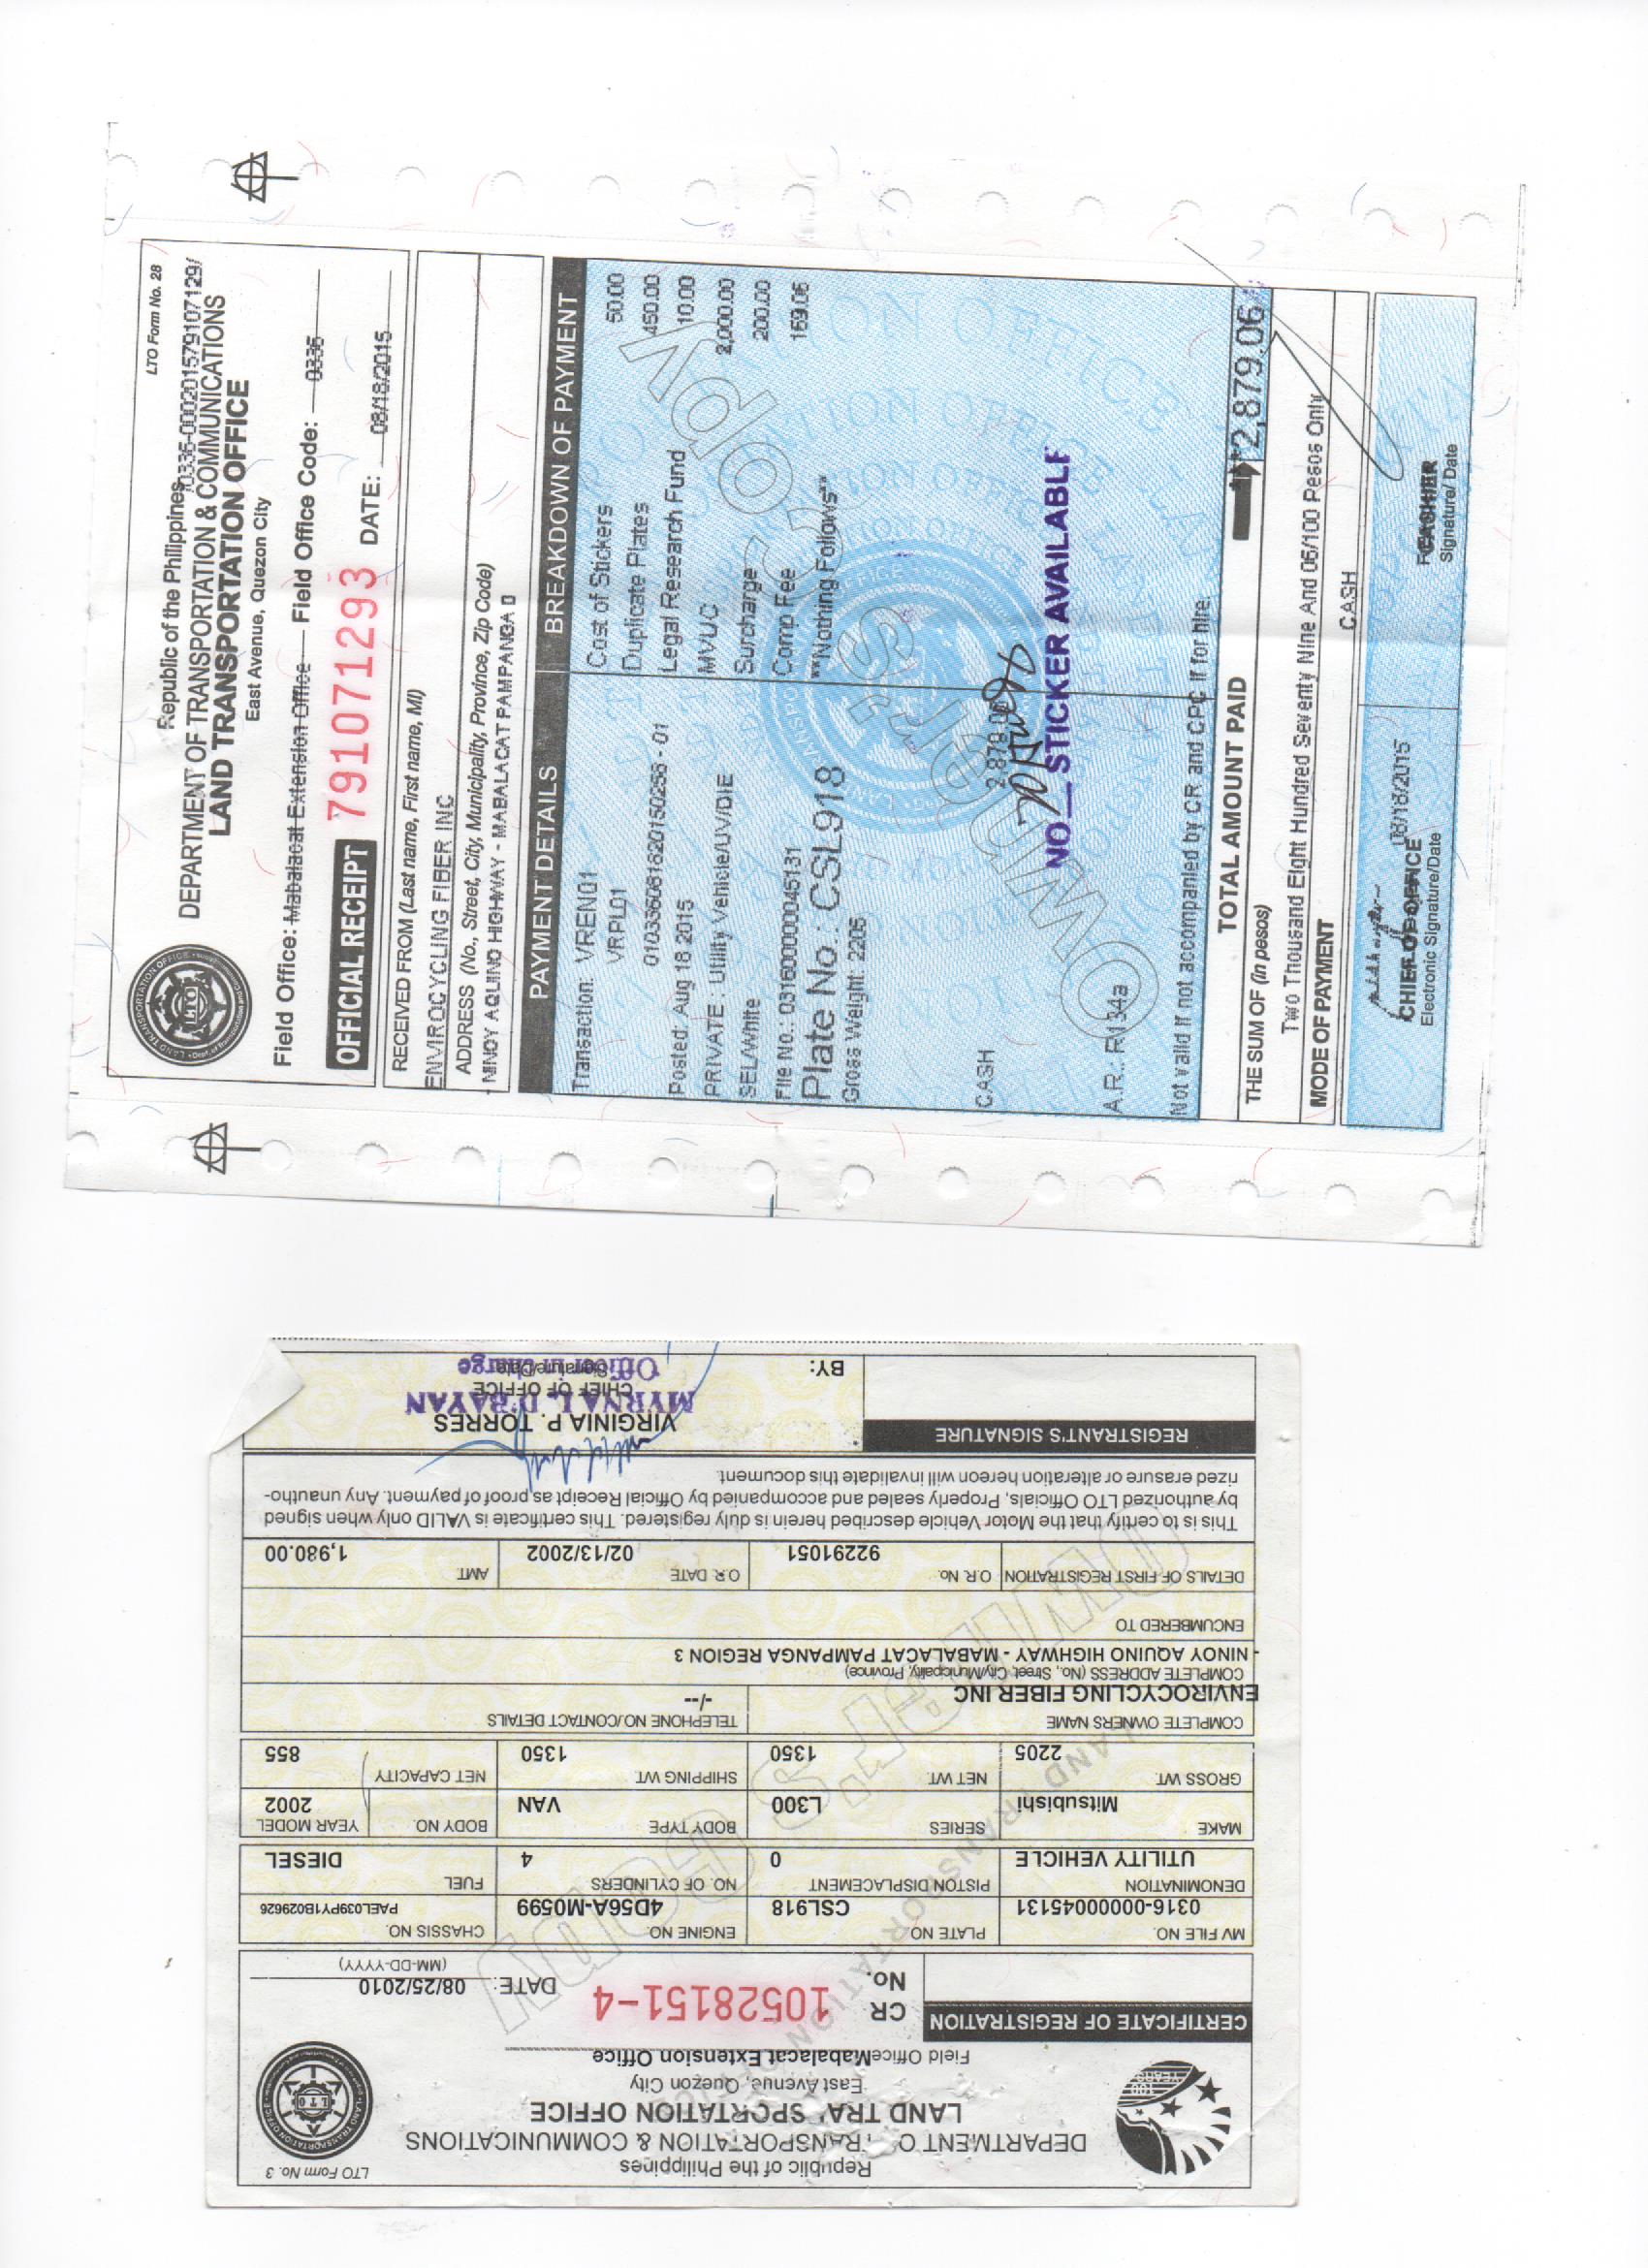 LTO Form No. 28
Republic of the Philippines
DEPARTMENT OF TRANSPORTATION & COMMUNICATIONS
LAND TRANSPORTATION OFFICE
East Avenue, Quezon City
Field Office: Mabalacat Extension Office Field Office Code: 0336
OFFICIAL RECEIPT 791071293 DATE: 08/18/2015
RECEIVED FROM (Last name, First name, MI)
ENVIROCYCLING FIBER INC
ADDRESS (No., Street, City, Municipality, Province, Zip Code)
- NINOY AQUINO HIGHWAY - MABALACAT PAMPANGA 0
PAYMENT DETAILS BREAKDOWN OF PAYMENT
Transaction: VREN01 Cost of Stickers 50.00
VRPL01 Duplicate Plates 450.00
Legal Research Fund 10.00
Posted: Aug 18 2015 MVUC 2,000.00
PRIVATE : Utility Vehicle/UV/DIE Surcharge 200.00
SEL/White Comp Fee 169.06
File No.: 031600000045131 **Nothing Follows**
Plate No.: CSL918
Gross Weight: 2205
Owner's Copy
CASH 2,879.06
NO STICKER AVAILABLE
A.R.: R134a
Not valid if not accompanied by CR and CPC if for hire.
TOTAL AMOUNT PAID 2,879.06
THE SUM OF (in pesos)
Two Thousand Eight Hundred Seventy Nine And 06/100 Pesos Only
MODE OF PAYMENT CASH
08/18/2015
CHIEF OF OFFICE CASHIER
Electronic Signature/Date Signature/ Date
LTO Form No. 3
Republic of the Philippines
DEPARTMENT O TRANSPORTATION & COMMUNICATIONS
LAND TRA SPORTATION OFFICE
East Avenue, Quezon City
Field Office Mabalacat Extension Office
CERTIFICATE OF REGISTRATION CR No. 10528151-4 DATE: 08/25/2010
(MM-DD-YYYY)
MV FILE NO. PLATE NO. ENGINE NO. CHASSIS NO.
0316-00000045131 CSL918 4D56A-M0599 PAEL039PY1B029626
DENOMINATION PISTON DISPLACEMENT NO. OF CYLINDERS FUEL
UTILITY VEHICLE 0 4 DIESEL
MAKE SERIES BODY TYPE BODY NO. YEAR MODEL
Mitsubishi L300 VAN 2002
GROSS WT. NET WT. SHIPPING WT. NET CAPACITY
2205 1350 1350 855
COMPLETE OWNERS NAME TELEPHONE NO./CONTACT DETAILS
ENVIROCYCLING FIBER INC -/--
COMPLETE ADDRESS (No., Street, City/Municipality, Province)
- NINOY AQUINO HIGHWAY - MABALACAT PAMPANGA REGION 3
ENCUMBERED TO
DETAILS OF FIRST REGISTRATION O.R. No. O.R. DATE AMT.
92291051 02/13/2002 1,980.00
This is to certify that the Motor Vehicle described herein is duly registered. This certificate is VALID only when signed
by authorized LTO Officials, Properly sealed and accompanied by Official Receipt as proof of payment. Any unautho-
rized erasure or alteration hereon will invalidate this document.
REGISTRANT'S SIGNATURE
VIRGINIA P. TORRES
MYRNA L D'BAYAN
CHIEF OF OFFICE
Signature/Date
Officer in charge
BY:
Owner's Copy
LAND TRANSPORTATION